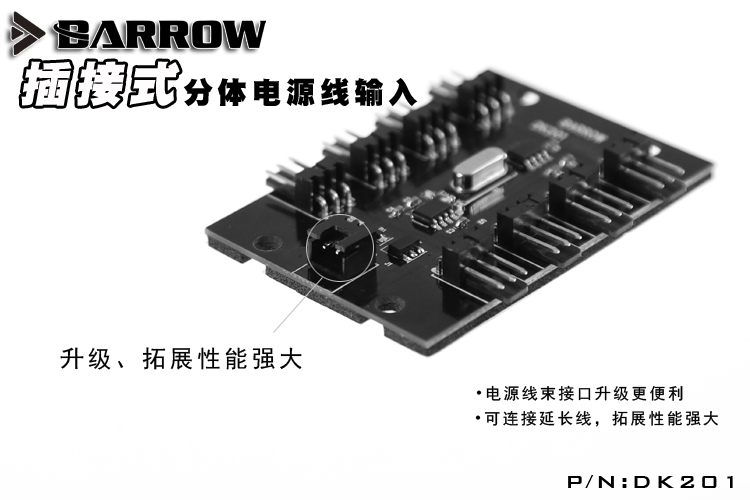 BARROW
插接式分体电源线输入
BARROW
升级、拓展性能强大
•电源线束接口升级更便利
•可连接延长线，拓展性能强大
P/N:DK201